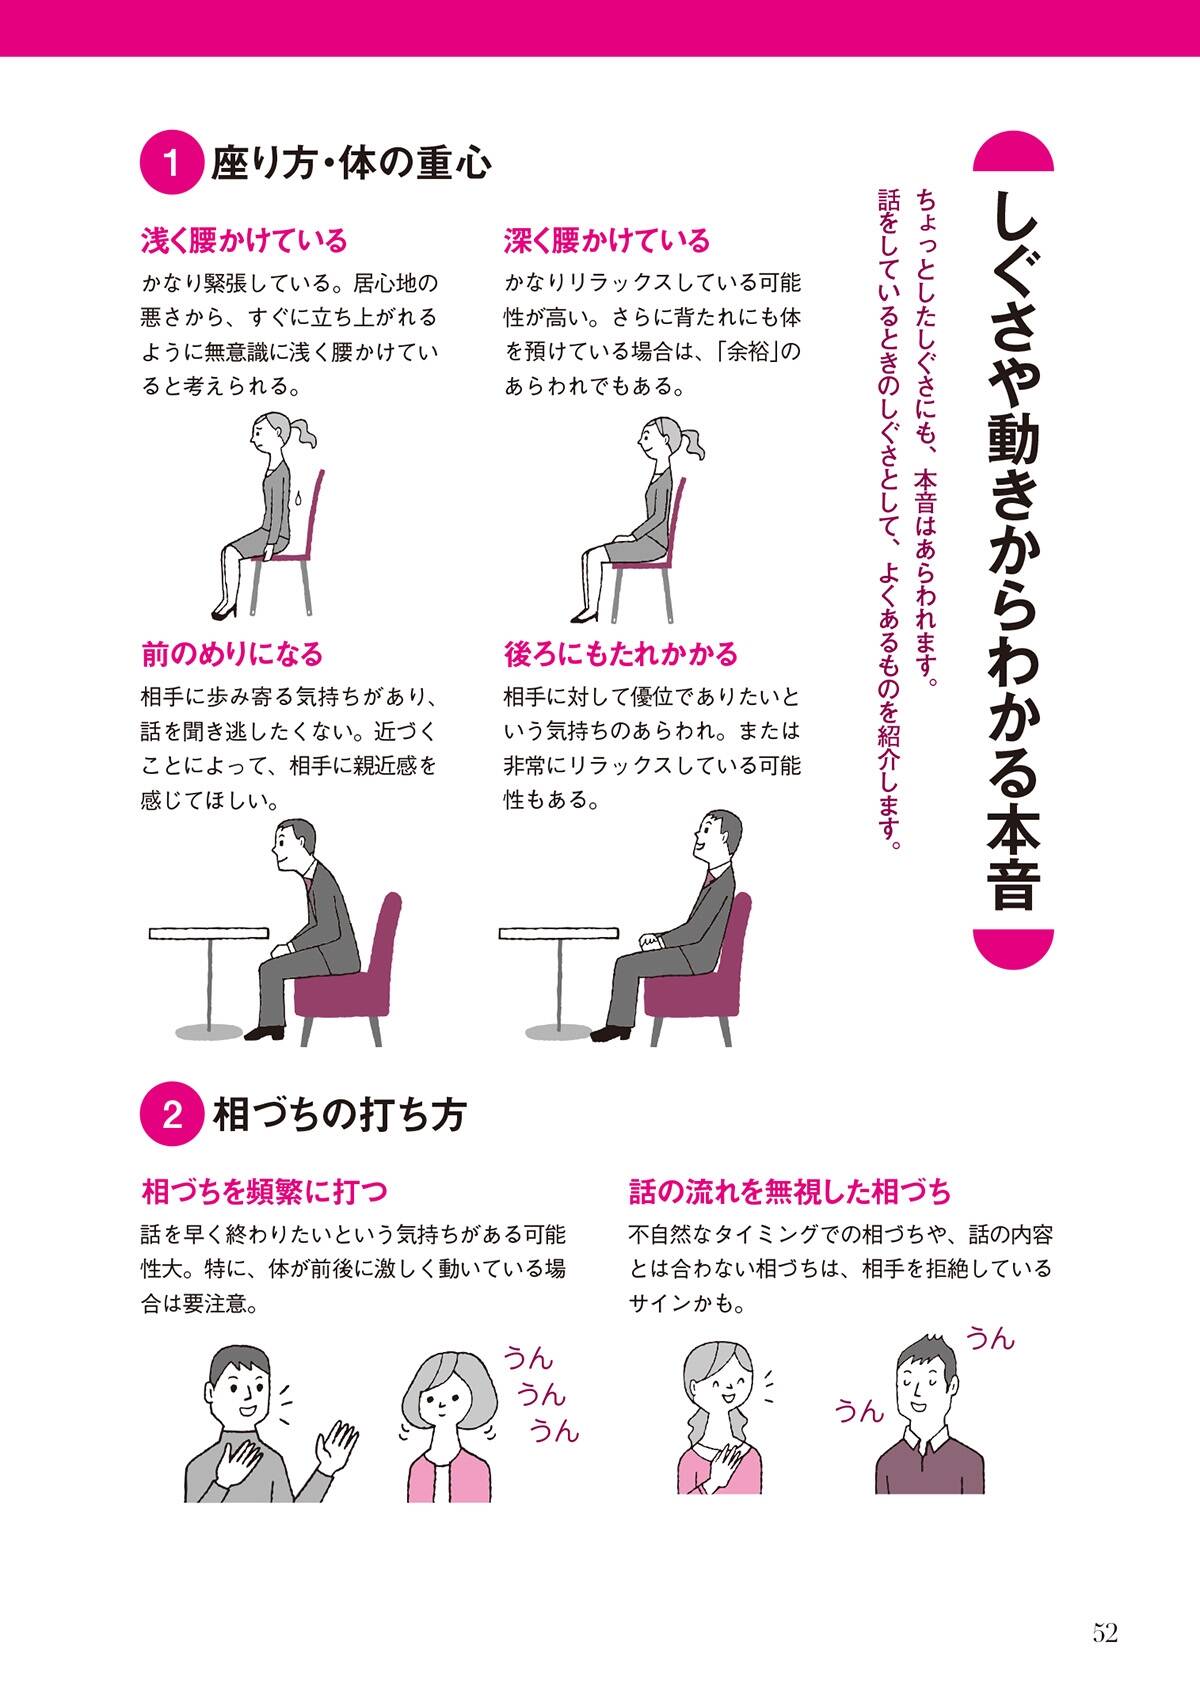 しぐさや動きからわかる本音
ちょっとしたしぐさにも、本音はあらわれます。
話をしているときのしぐさとして、よくあるものを紹介します。
1 座り方・体の重心
浅く腰かけている
かなり緊張している。居心地の
悪さから、すぐに立ち上がれる
ように無意識に浅く腰かけてい
ると考えられる。
深く腰かけている
かなりリラックスしている可能
性が高い。さらに背たれにも体
を預けている場合は、「余裕」の
あらわれでもある。
前のめりになる
相手に歩み寄る気持ちがあり、
話を聞き逃したくない。近づく
ことによって、相手に親近感を
感じてほしい。
後ろにもたれかかる
相手に対して優位でありたいと
いう気持ちのあらわれ。または
非常にリラックスしている可能
性もある。
2 相づちの打ち方
相づちを頻繁に打つ
話を早く終わりたいという気持ちがある可能
性大。特に、体が前後に激しく動いている場
合は要注意。
うん
うん
うん
話の流れを無視した相づち
不自然なタイミングでの相づちや、話の内容
とは合わない相づちは、相手を拒絶している
サインかも。
うん
うん
52